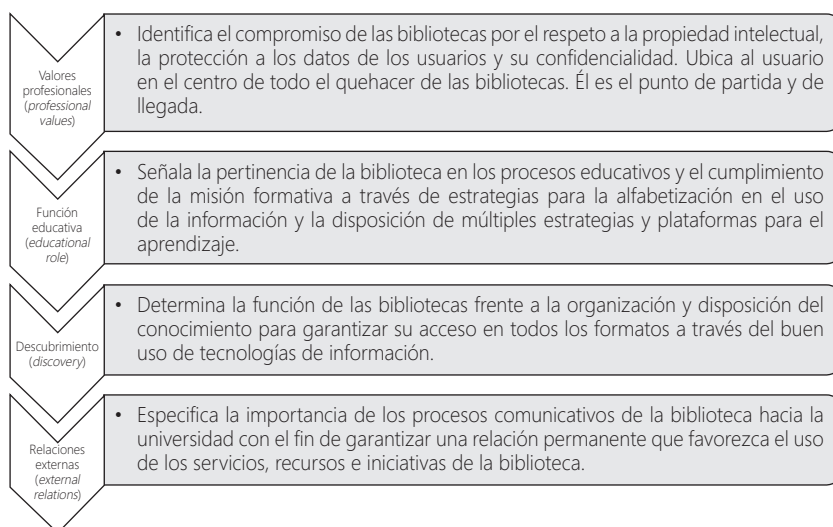 Valores
profesionales
(professional
values)
• Identifica el compromiso de las bibliotecas por el respeto a la propiedad intelectual,
la protección a los datos de los usuarios y su confidencialidad. Ubica al usuario
en el centro de todo el quehacer de las bibliotecas. Él es el punto de partida y de
llegada.
Función
educativa
(educational
role)
• Señala la pertinencia de la biblioteca en los procesos educativos y el cumplimiento
de la misión formativa a través de estrategias para la alfabetización en el uso
de la información y la disposición de múltiples estrategias y plataformas para el
aprendizaje.
Descubrimiento
(discovery)
• Determina la función de las bibliotecas frente a la organización y disposición del
conocimiento para garantizar su acceso en todos los formatos a través del buen
uso de tecnologías de información.
Relaciones
externas
(external
relations)
• Especifica la importancia de los procesos comunicativos de la biblioteca hacia la
universidad con el fin de garantizar una relación permanente que favorezca el uso
de los servicios, recursos e iniciativas de la biblioteca.